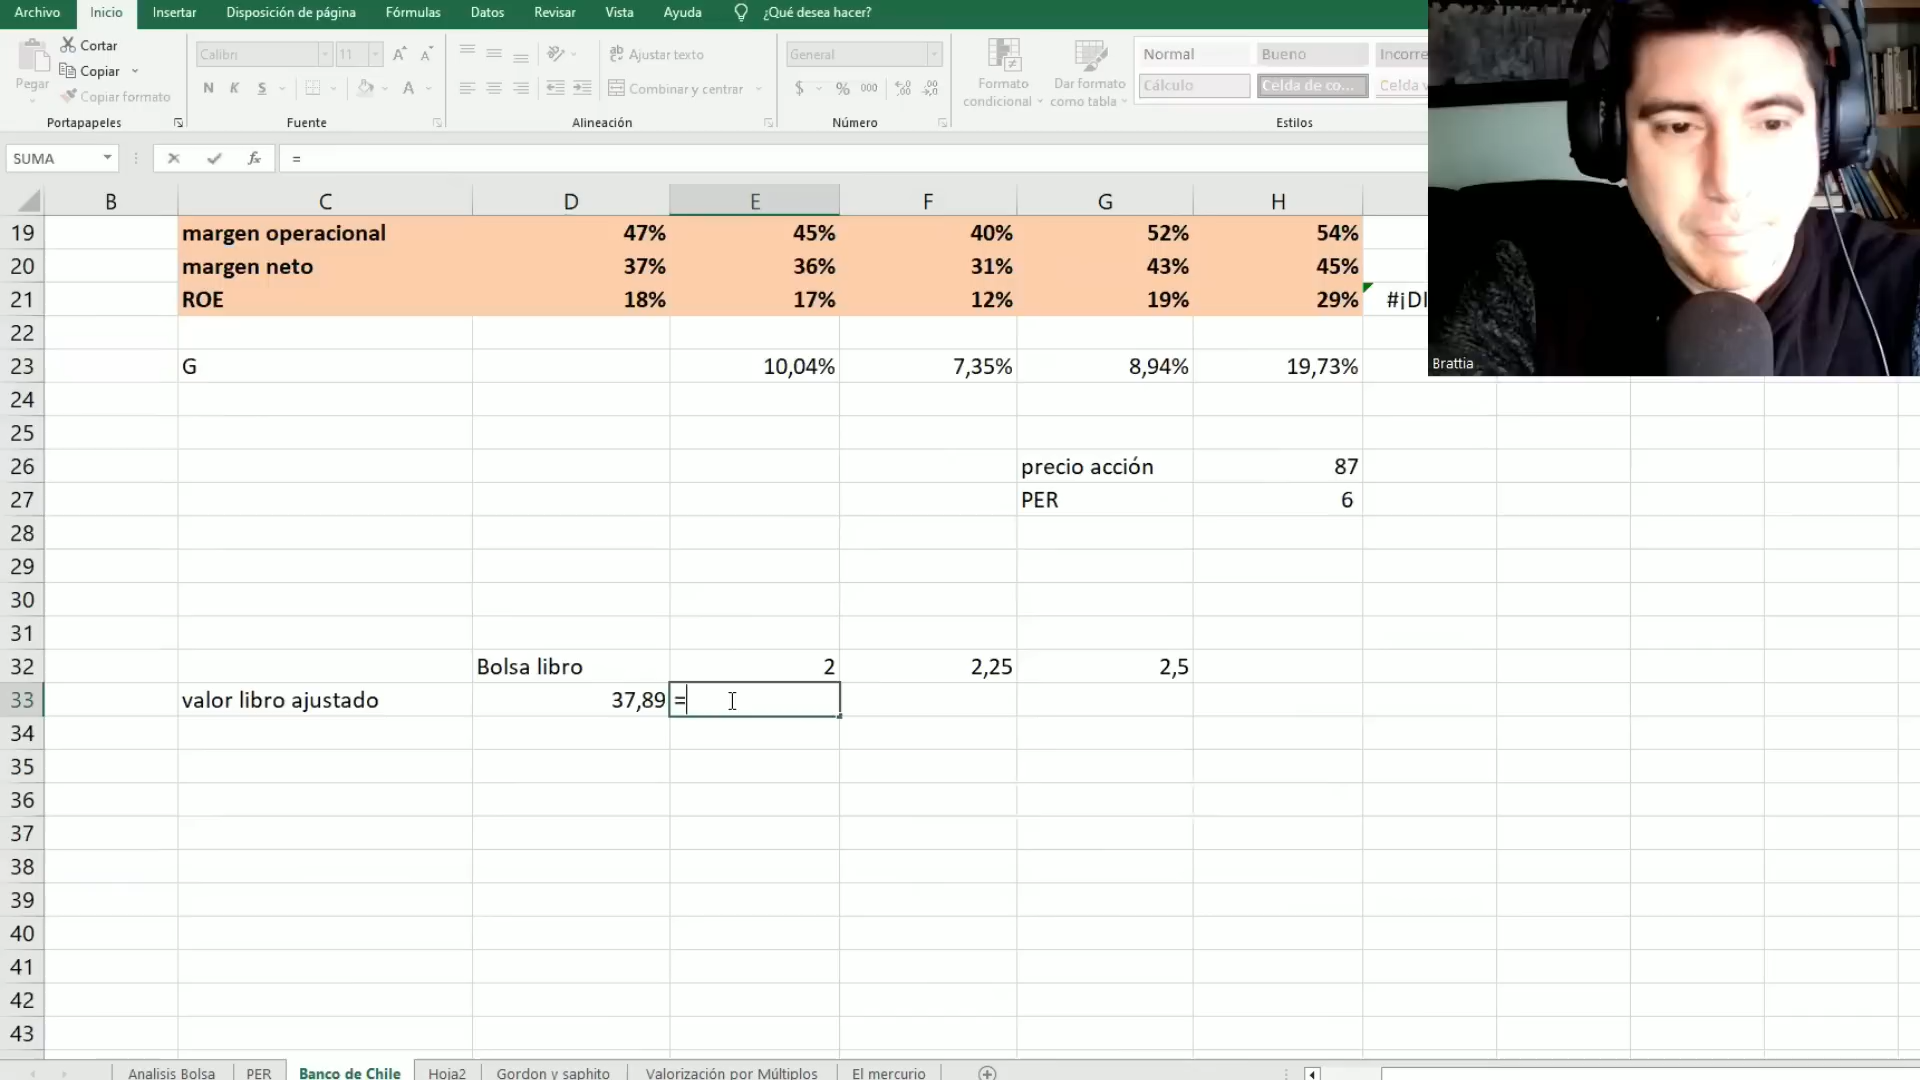 Archivo Inicio Insertar Disposición de página Fórmulas Datos Revisar Vista Ayuda ¿Qué desea hacer?
Pegar Cortar
Copiar
Copiar formato
Portapapeles
Calibri 11
N K S
Fuente
Ajustar texto
Combinar y centrar
Alineación
General
$ % 000
Número
Formato condicional
Dar formato como tabla
Normal Bueno Incorre
Cálculo Celda de co... Celda v
Estilos
SUMA fx =
B C D E F G H
19 margen operacional 47% 45% 40% 52% 54%
20 margen neto 37% 36% 31% 43% 45%
21 ROE 18% 17% 12% 19% 29% #¡DI
22
23 G 10,04% 7,35% 8,94% 19,73%
24
25
26 precio acción 87
27 PER 6
28
29
30
31
32 Bolsa libro 2 2,25 2,5
33 valor libro ajustado 37,89 =
34
35
36
37
38
39
40
41
42
43
Analisis Bolsa PER Banco de Chile Hoja2 Gordon y saphito Valorización por Múltiplos El mercurio
Brattia